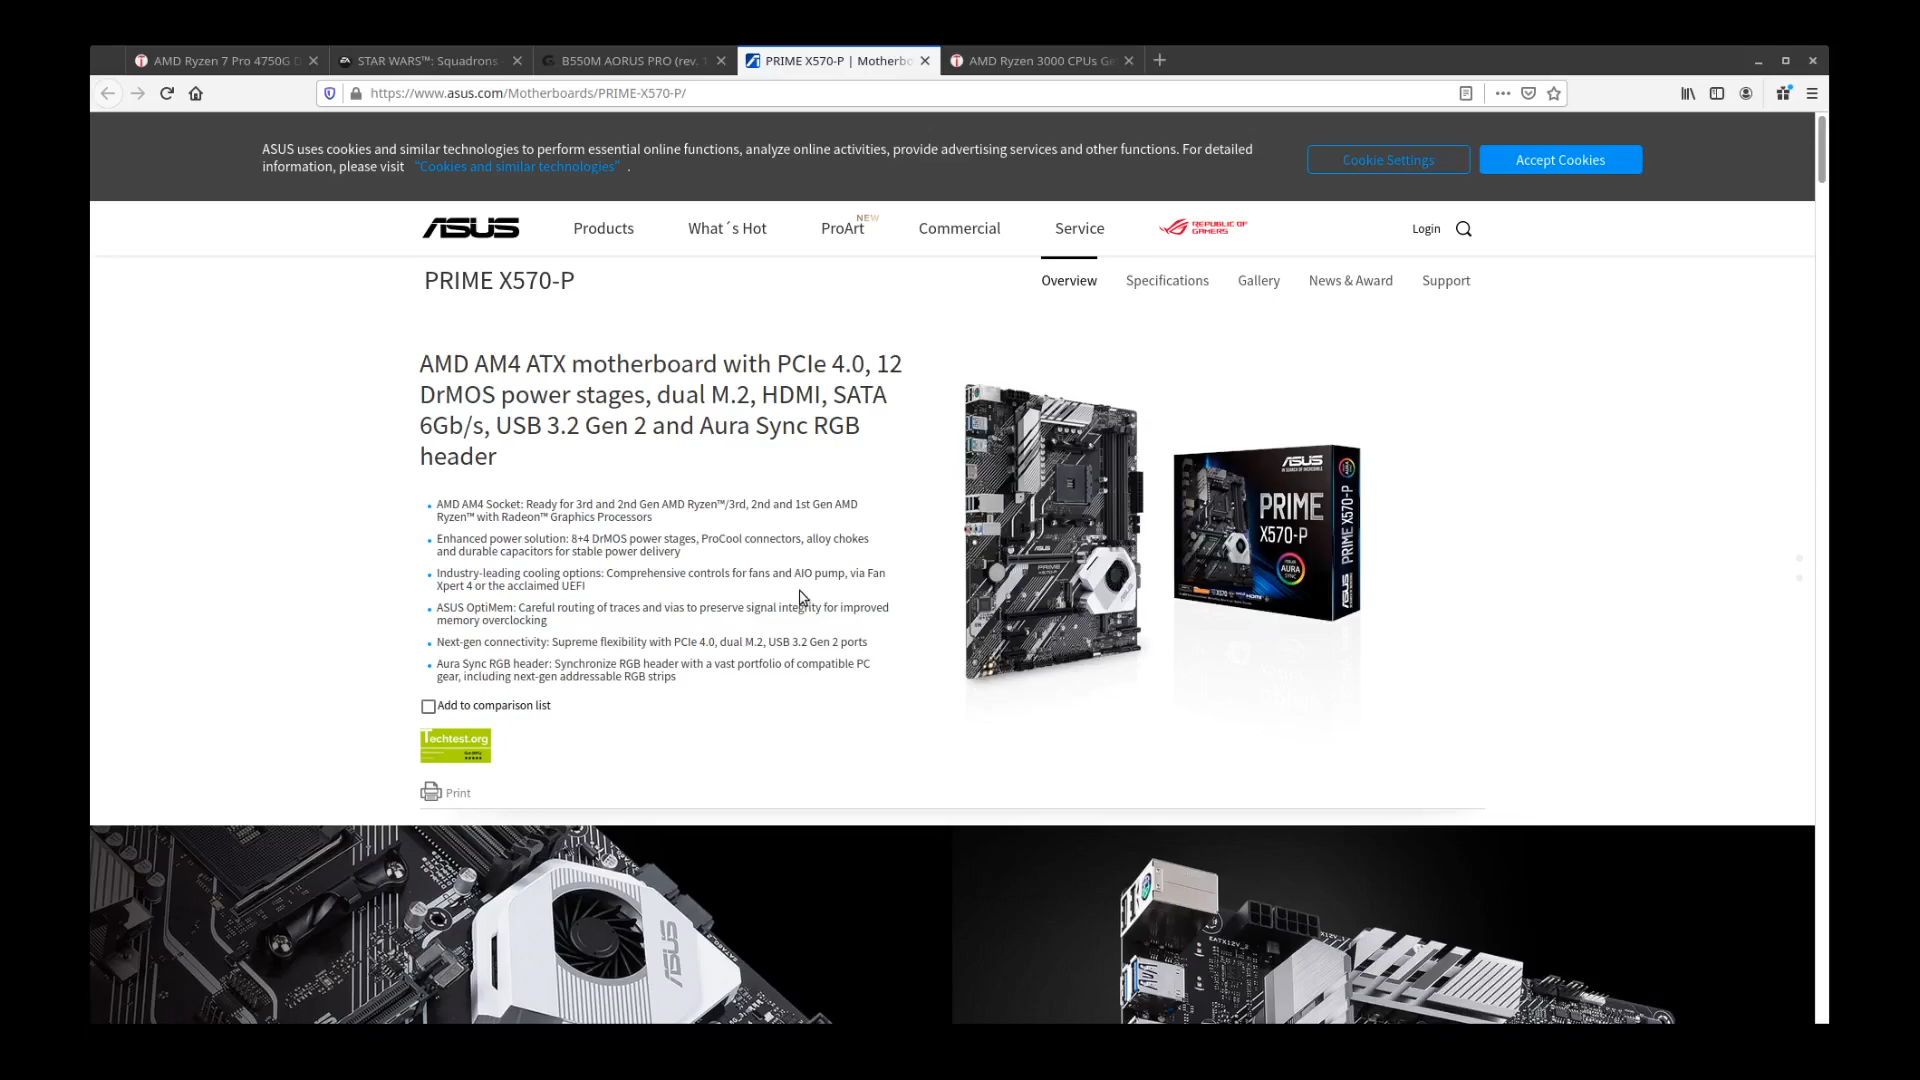 AMD Ryzen 7 Pro 4750G D
STAR WARS™: Squadrons
B550M AORUS PRO (rev. 1
PRIME X570-P | Motherbo
AMD Ryzen 3000 CPUs Ge
https://www.asus.com/Motherboards/PRIME-X570-P/
ASUS uses cookies and similar technologies to perform essential online functions, analyze online activities, provide advertising services and other functions. For detailed
information, please visit "Cookies and similar technologies" .
Cookie Settings
Accept Cookies
ASUS
Products
What´s Hot
ProArt
NEW
Commercial
Service
REPUBLIC OF
GAMERS
Login
PRIME X570-P
Overview
Specifications
Gallery
News & Award
Support
AMD AM4 ATX motherboard with PCIe 4.0, 12
DrMOS power stages, dual M.2, HDMI, SATA
6Gb/s, USB 3.2 Gen 2 and Aura Sync RGB
header
AMD AM4 Socket: Ready for 3rd and 2nd Gen AMD Ryzen™/3rd, 2nd and 1st Gen AMD
Ryzen™ with Radeon™ Graphics Processors
Enhanced power solution: 8+4 DrMOS power stages, ProCool connectors, alloy chokes
and durable capacitors for stable power delivery
Industry-leading cooling options: Comprehensive controls for fans and AIO pump, via Fan
Xpert 4 or the acclaimed UEFI
ASUS OptiMem: Careful routing of traces and vias to preserve signal integrity for improved
memory overclocking
Next-gen connectivity: Supreme flexibility with PCIe 4.0, dual M.2, USB 3.2 Gen 2 ports
Aura Sync RGB header: Synchronize RGB header with a vast portfolio of compatible PC
gear, including next-gen addressable RGB strips
Add to comparison list
Techtest.org
Print
ASUS
PRIME
X570-P
AURA
SYNC
PRIME X570-P
ASUS
ASUS
EATX12V_2